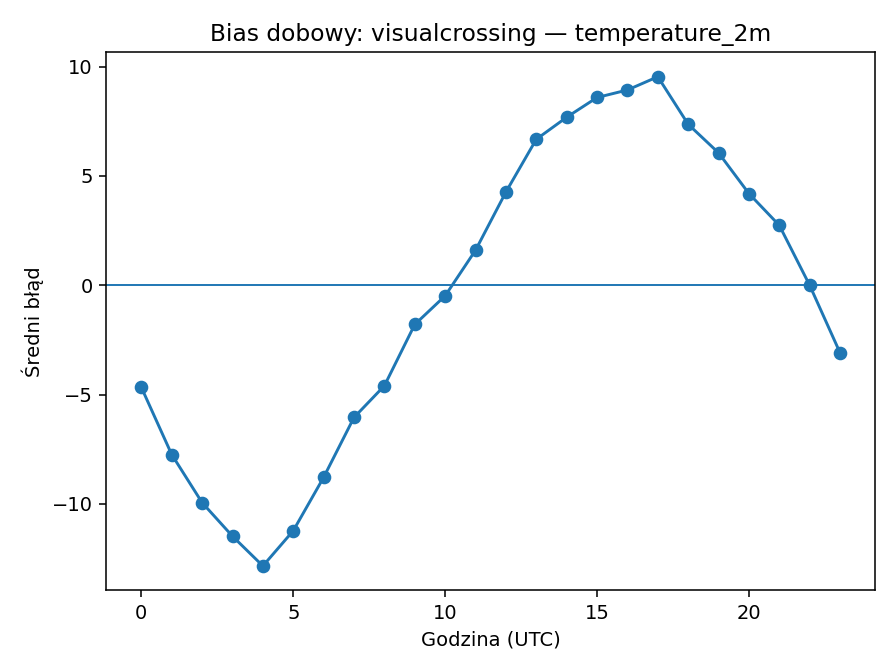 Bias dobowy: visualcrossing — temperature_2m
10
5
0
−5
−10
Średni błąd
0 5 10 15 20
Godzina (UTC)